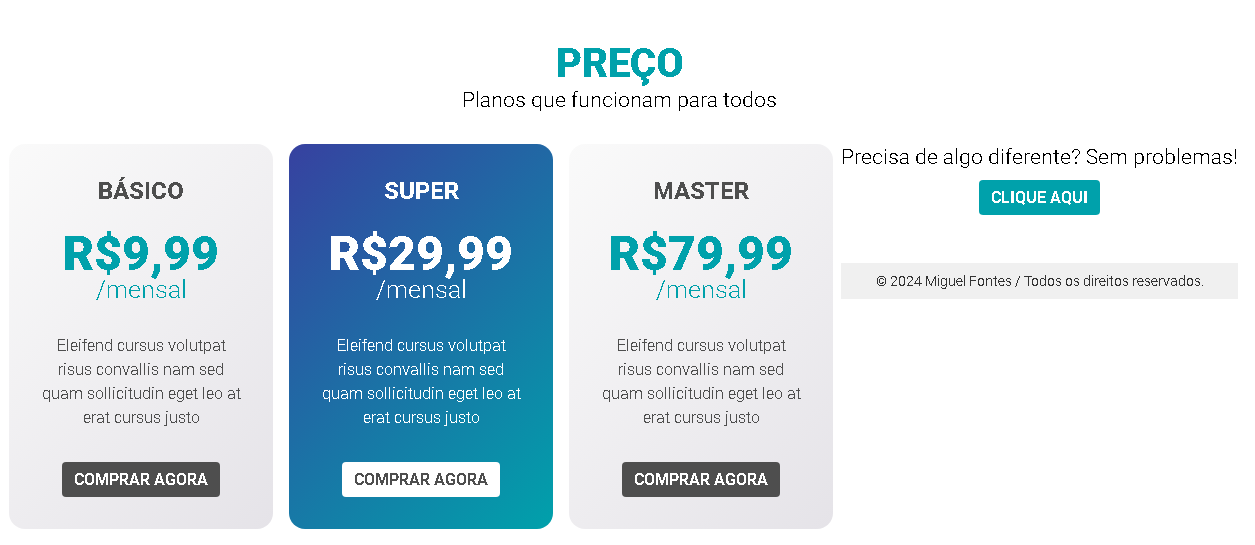 PREÇO
Planos que funcionam para todos
BÁSICO
R$9,99
/mensal
Eleifend cursus volutpat
risus convallis nam sed
quam sollicitudin eget leo at
erat cursus justo
COMPRAR AGORA
SUPER
R$29,99
/mensal
Eleifend cursus volutpat
risus convallis nam sed
quam sollicitudin eget leo at
erat cursus justo
COMPRAR AGORA
MASTER
R$79,99
/mensal
Eleifend cursus volutpat
risus convallis nam sed
quam sollicitudin eget leo at
erat cursus justo
COMPRAR AGORA
Precisa de algo diferente? Sem problemas!
CLIQUE AQUI
© 2024 Miguel Fontes / Todos os direitos reservados.